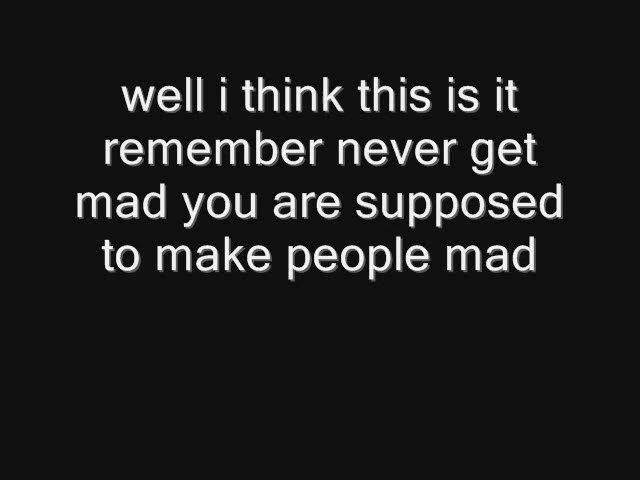 well i think this is it
remember never get
mad you are supposed
to make people mad